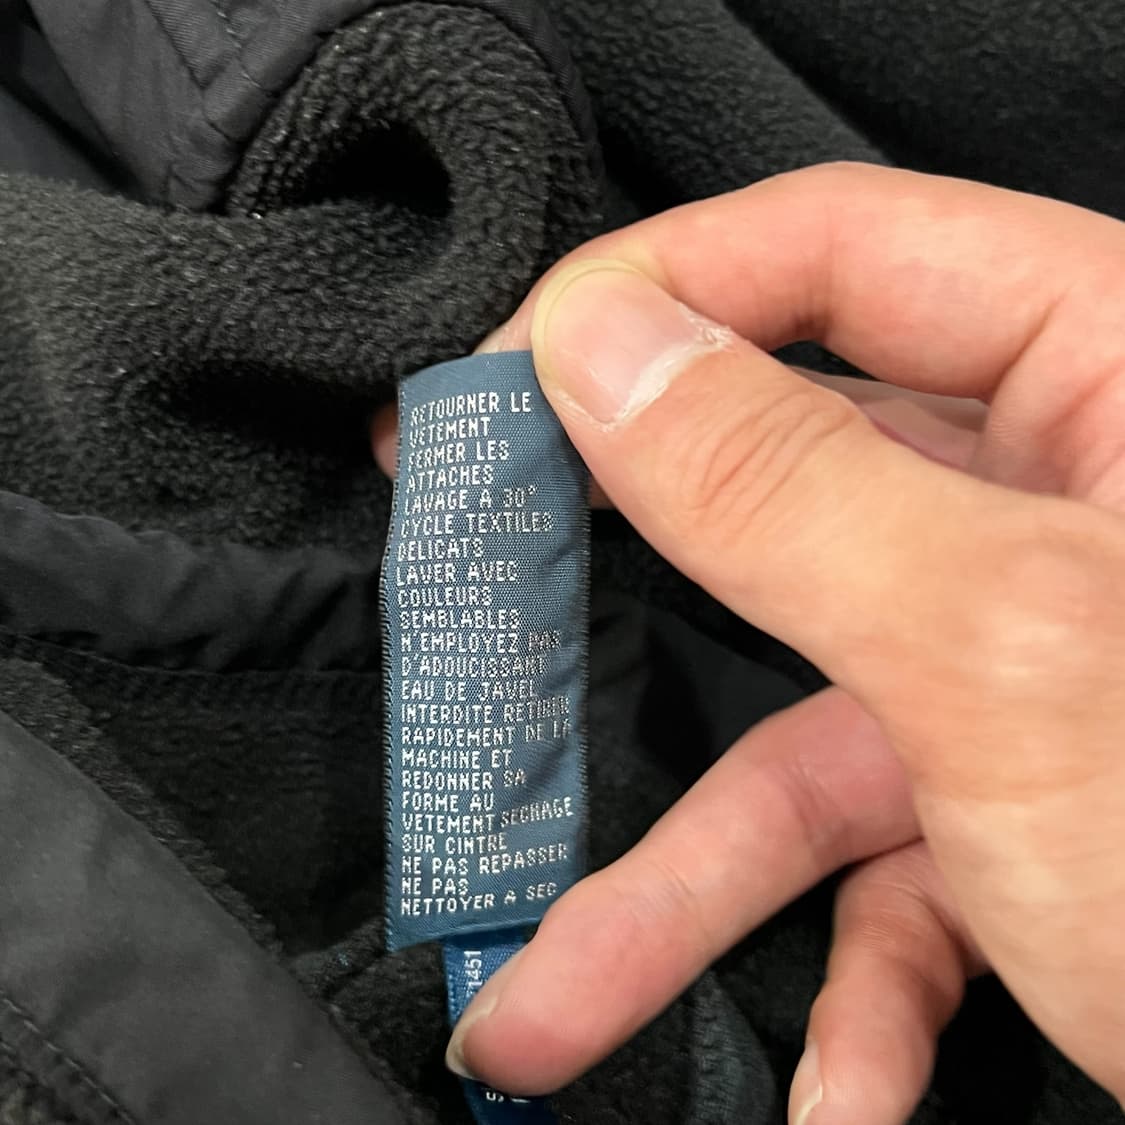 RETOURNER LE
VETEMENT
FERMER LES
ATTACHES
LAVAGE A 30°
CYCLE TEXTILES
DELICATS
LAVER AVEC
COULEURS
SEMBLABLES
N'EMPLOYEZ PAS
D'ADOUCISSANT
EAU DE JAVEL
INTERDITE RETIRER
RAPIDEMENT DE LA
MACHINE ET
REDONNER SA
FORME AU
VETEMENT SECHAGE
SUR CINTRE
NE PAS REPASSER
NE PAS
NETTOYER A SEC
1451